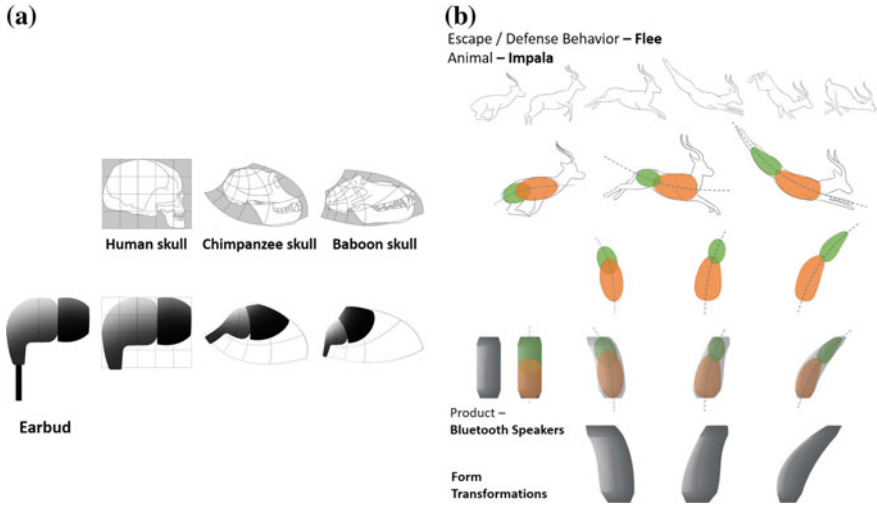 (a)
Human skull
Chimpanzee skull
Baboon skull
Earbud
(b)
Escape / Defense Behavior – Flee
Animal – Impala
Product –
Bluetooth Speakers
Form
Transformations